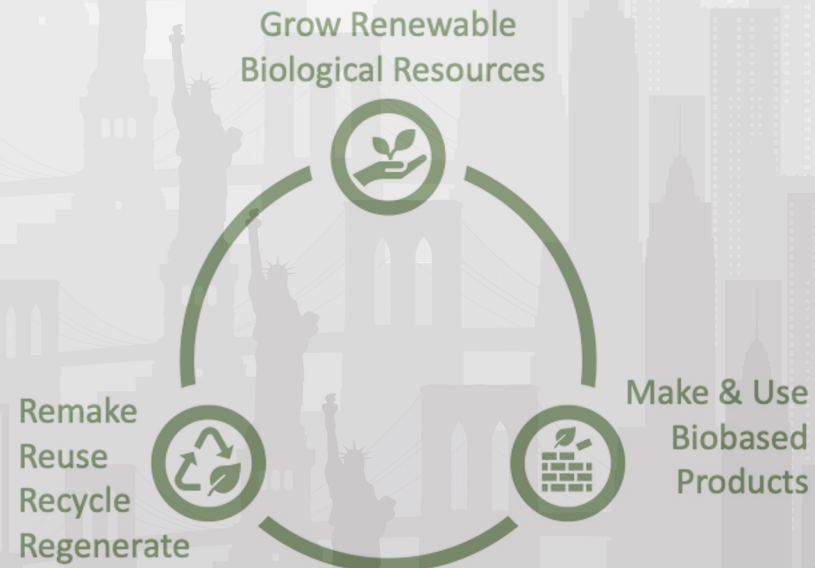 Grow Renewable
Biological Resources
Make & Use
Biobased
Products
Remake
Reuse
Recycle
Regenerate